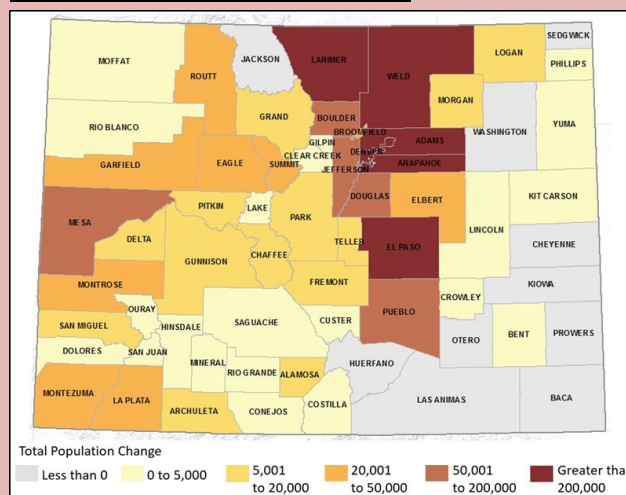 SEDGWICK
LOGAN
JACKSON
LARIMER
MOFFAT
WELD
PHILLIPS
ROUTT
MORGAN
GRAND
BOULDER
YUMA
RIO BLANCO
BROOMFIELD
WASHINGTON
GILPIN
ADAMS
DENVER
CLEAR CREEK
GARFIELD
EAGLE
SUMMIT
ARAPAHOE
JEFFERSON
DOUGLAS
ELBERT
KIT CARSON
PITKIN
LAKE
MESA
PARK
LINCOLN
DELTA
TELLER
EL PASO
CHEYENNE
GUNNISON
CHAFFEE
FREMONT
MONTROSE
KIOWA
CROWLEY
OURAY
SAGUACHE
CUSTER
PUEBLO
SAN MIGUEL
HINSDALE
BENT
PROWERS
OTERO
DOLORES
SAN JUAN
MINERAL
HUERFANO
RIO GRANDE
ALAMOSA
MONTEZUMA
LA PLATA
LAS ANIMAS
BACA
COSTILLA
ARCHULETA
CONEJOS
Total Population Change
Less than 0
0 to 5,000
5,001
to 20,000
20,001
to 50,000
50,001
to 200,000
Greater tha
200,000